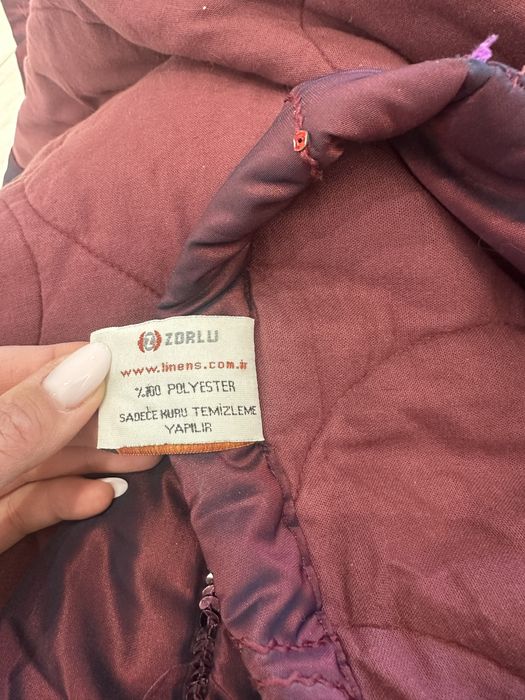 ZORLU
www.linens.com.tr
%100 POLYESTER
SADECE KURU TEMİZLEME
YAPILIR